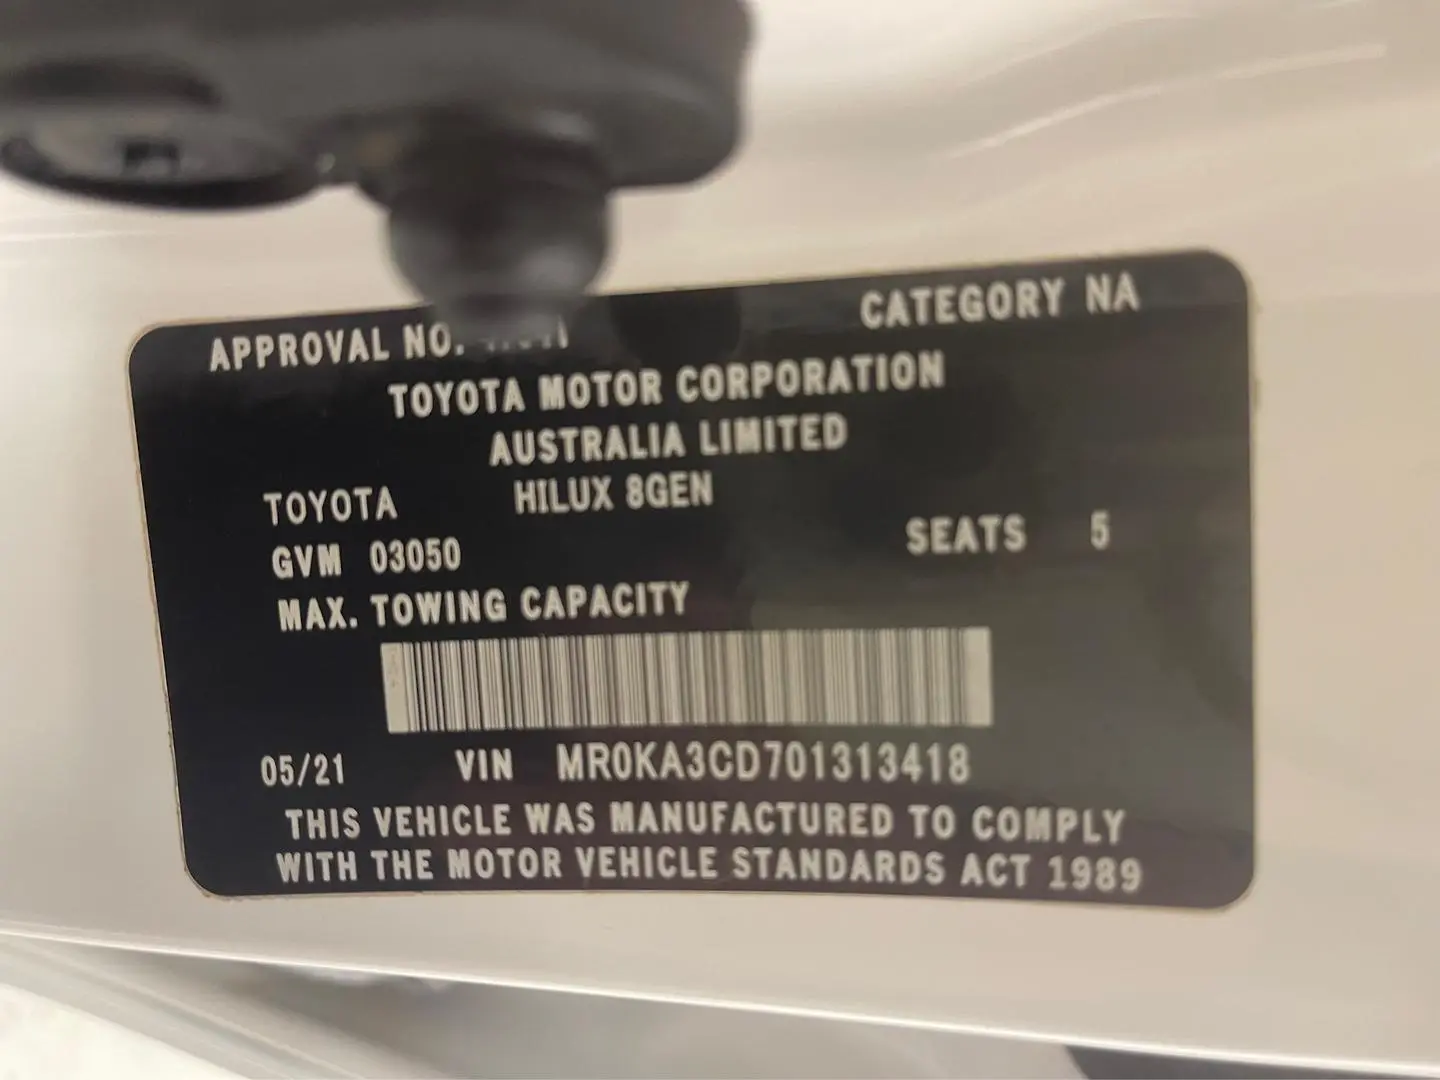 APPROVAL NO. CATEGORY NA
TOYOTA MOTOR CORPORATION
AUSTRALIA LIMITED
TOYOTA HILUX 8GEN
GVM 03050 SEATS 5
MAX. TOWING CAPACITY
05/21 VIN MR0KA3CD701313418
THIS VEHICLE WAS MANUFACTURED TO COMPLY
WITH THE MOTOR VEHICLE STANDARDS ACT 1989